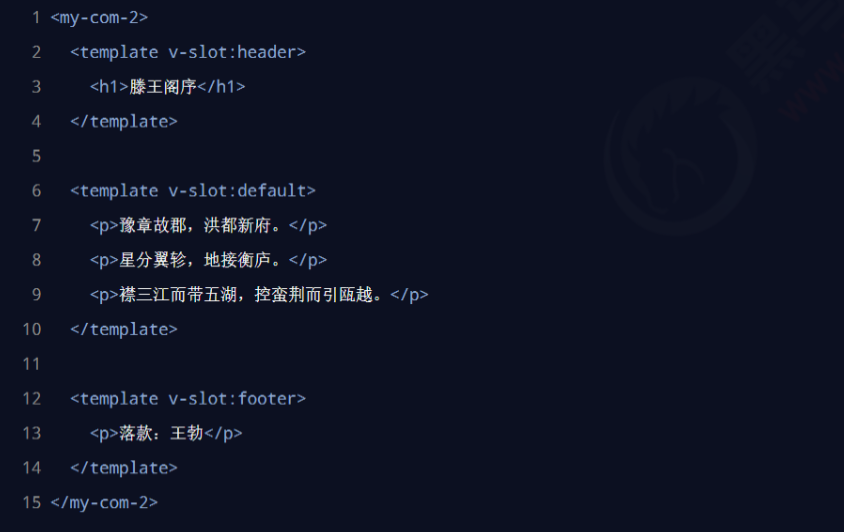 1 <my-com-2>
2 <template v-slot:header>
3 <h1>滕王阁序</h1>
4 </template>
5
6 <template v-slot:default>
7 <p>豫章故郡，洪都新府。</p>
8 <p>星分翼轸，地接衡庐。</p>
9 <p>襟三江而带五湖，控蛮荆而引瓯越。</p>
10 </template>
11
12 <template v-slot:footer>
13 <p>落款：王勃</p>
14 </template>
15 </my-com-2>